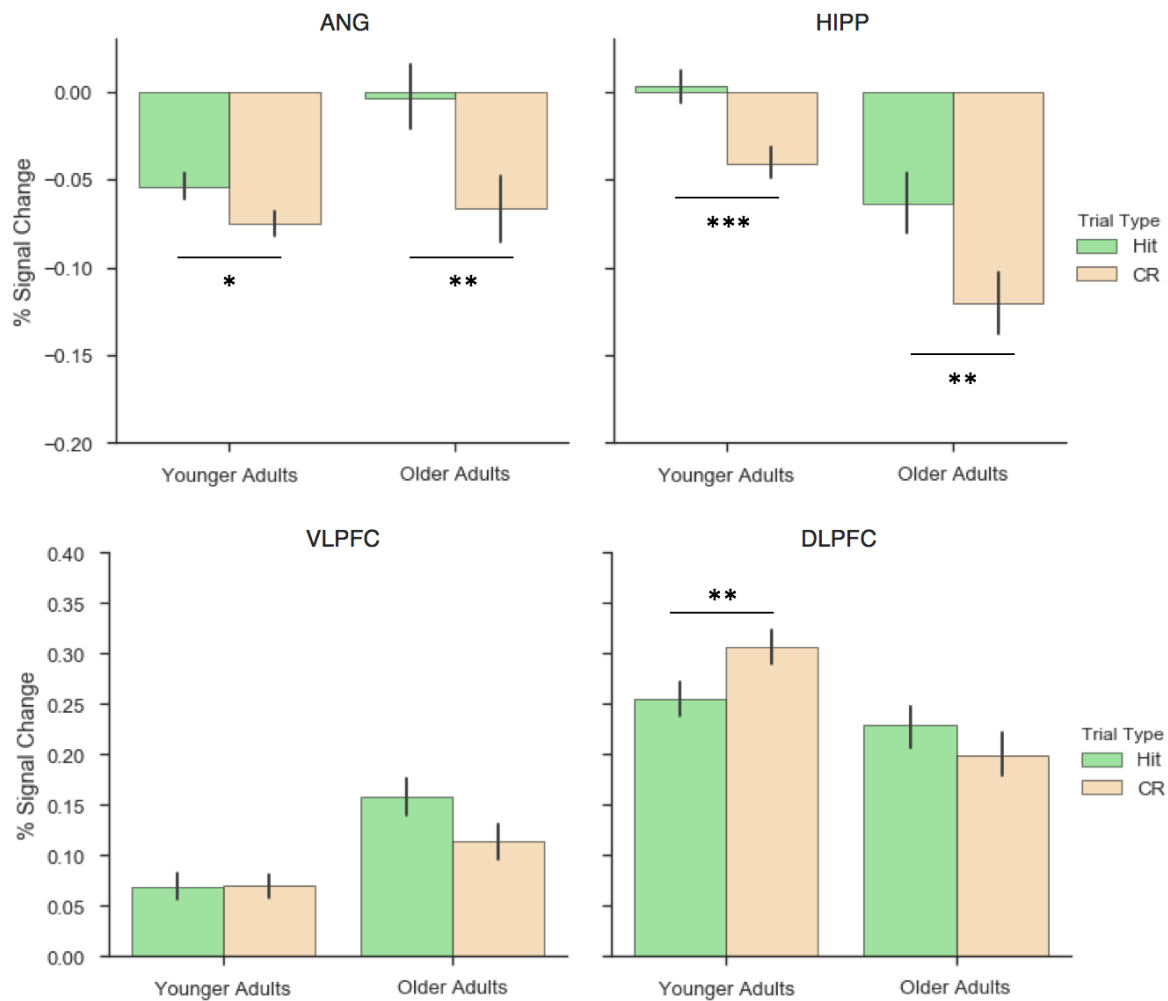 ANG
HIPP
0.00
−0.05
−0.10
−0.15
−0.20
% Signal Change
*
**
***
**
Younger Adults
Older Adults
Younger Adults
Older Adults
Trial Type
Hit
CR
VLPFC
DLPFC
0.40
0.35
0.30
0.25
0.20
0.15
0.10
0.05
0.00
% Signal Change
**
Younger Adults
Older Adults
Younger Adults
Older Adults
Trial Type
Hit
CR